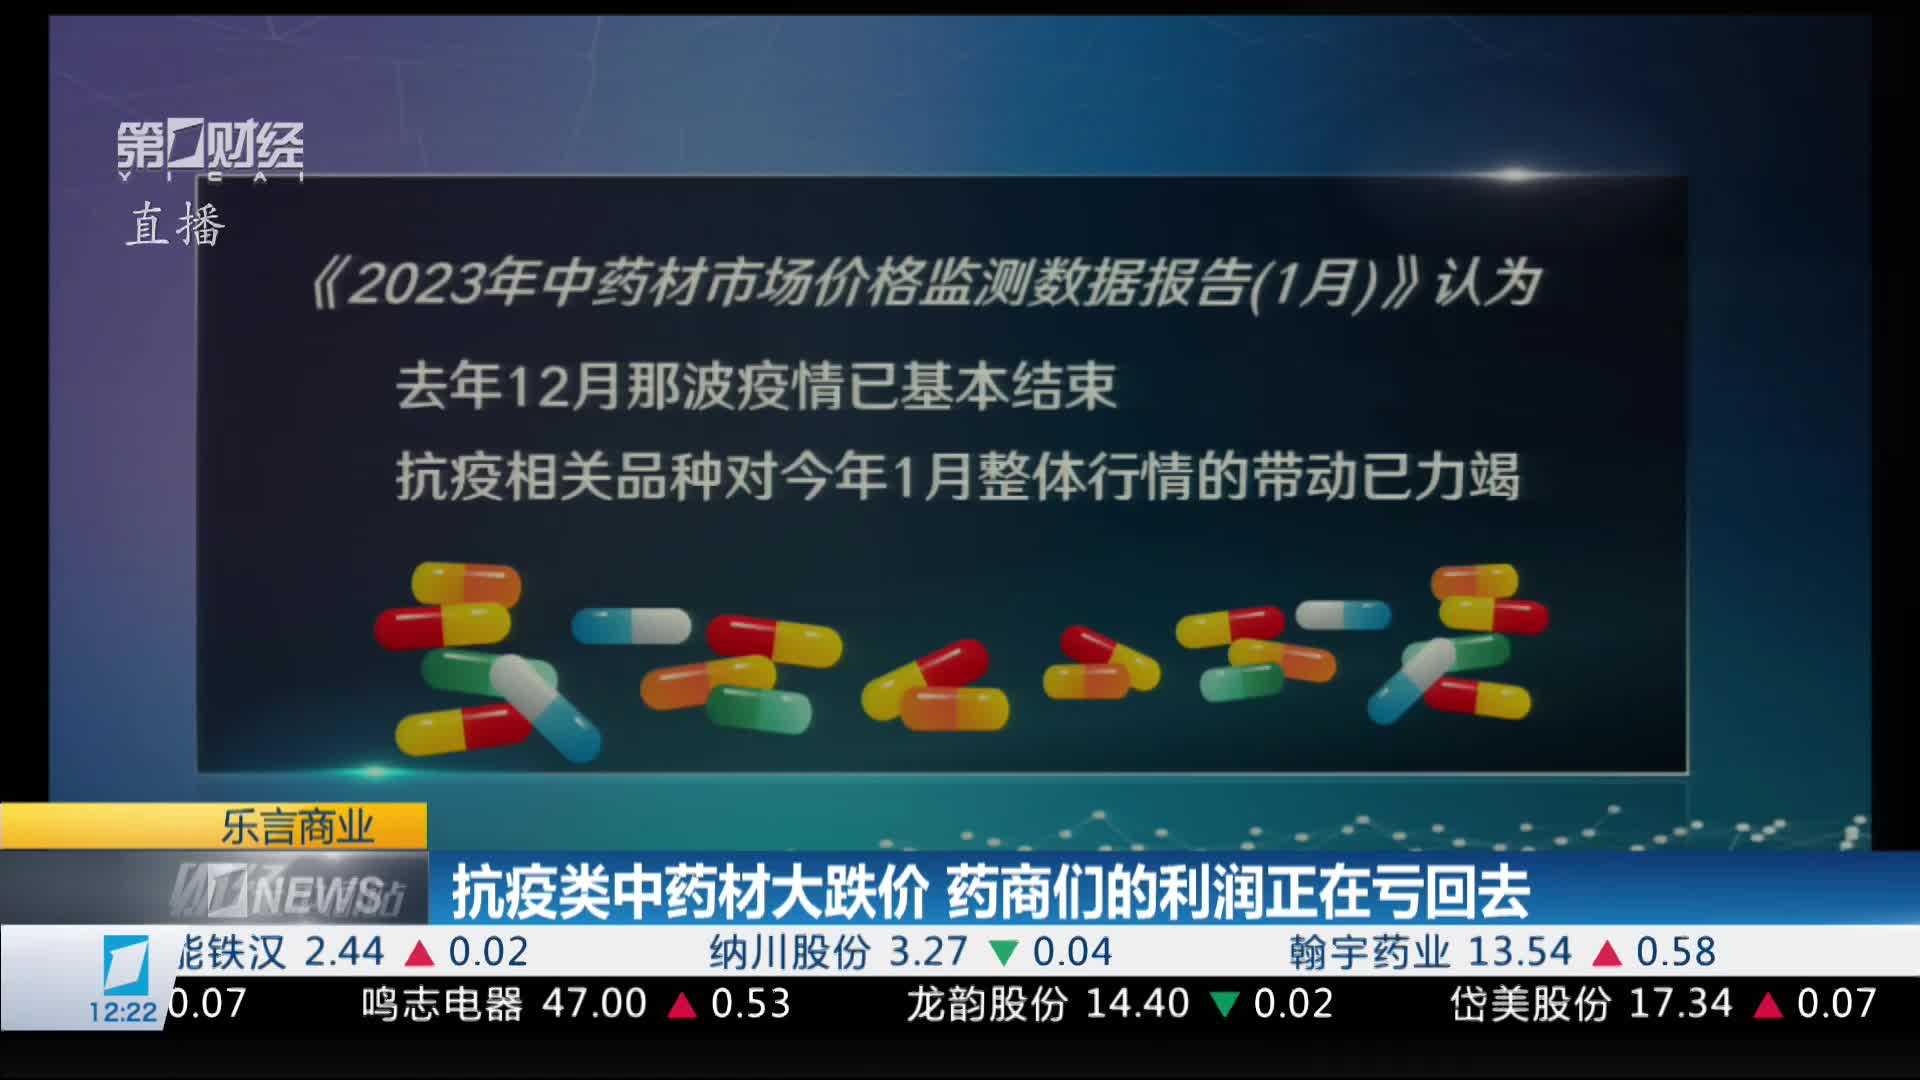 第一财经
YICAI
直播
《2023年中药材市场价格监测数据报告(1月)》认为
去年12月那波疫情已基本结束
抗疫相关品种对今年1月整体行情的带动已力竭
乐言商业
NEWS
抗疫类中药材大跌价 药商们的利润正在亏回去
能铁汉 2.44 ▲ 0.02 纳川股份 3.27 ▼ 0.04 翰宇药业 13.54 ▲ 0.58
12:22
0.07 鸣志电器 47.00 ▲ 0.53 龙韵股份 14.40 ▼ 0.02 岱美股份 17.34 ▲ 0.07